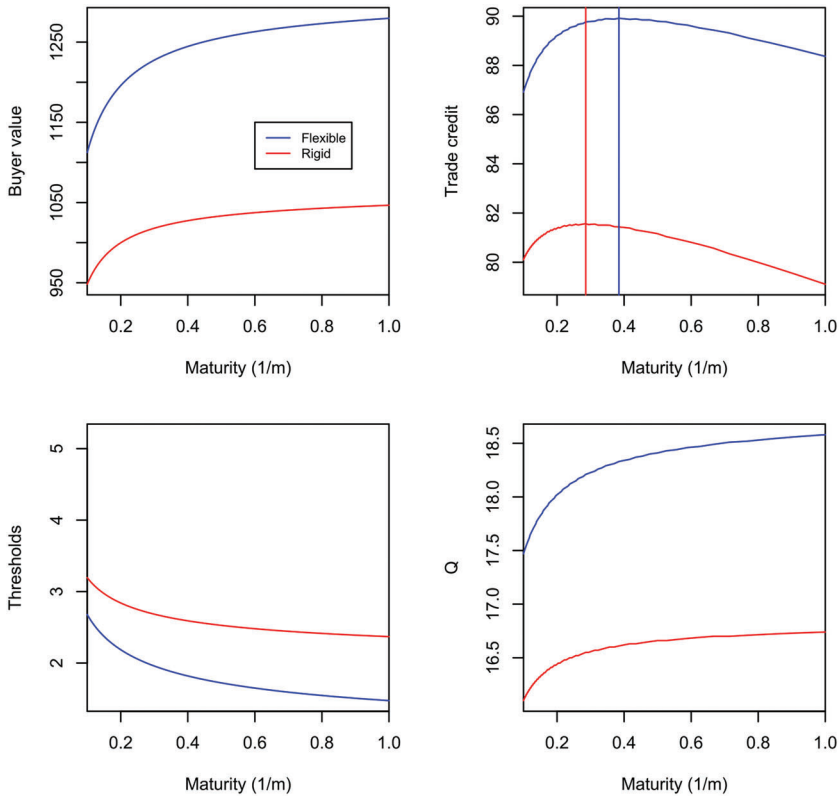 Buyer value
950
1050
1150
1250
Flexible
Rigid
0.2 0.4 0.6 0.8 1.0
Maturity (1/m)
Trade credit
80
82
84
86
88
90
0.2 0.4 0.6 0.8 1.0
Maturity (1/m)
Thresholds
2
3
4
5
0.2 0.4 0.6 0.8 1.0
Maturity (1/m)
Q
16.5
17.0
17.5
18.0
18.5
0.2 0.4 0.6 0.8 1.0
Maturity (1/m)